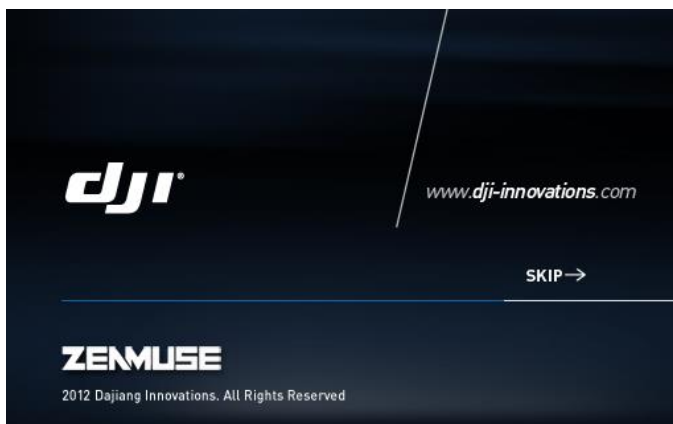 dji®
www.dji-innovations.com
SKIP→
ZENMUSE
2012 Dajiang Innovations. All Rights Reserved